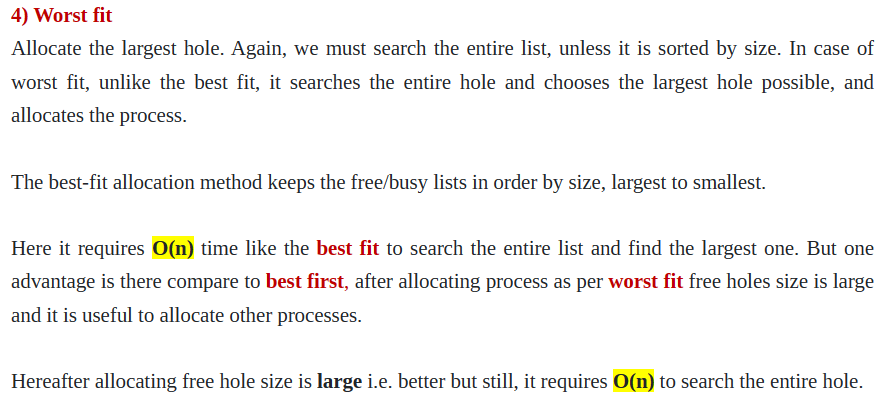 4) Worst fit
Allocate the largest hole. Again, we must search the entire list, unless it is sorted by size. In case of
worst fit, unlike the best fit, it searches the entire hole and chooses the largest hole possible, and
allocates the process.
The best-fit allocation method keeps the free/busy lists in order by size, largest to smallest.
Here it requires O(n) time like the best fit to search the entire list and find the largest one. But one
advantage is there compare to best first, after allocating process as per worst fit free holes size is large
and it is useful to allocate other processes.
Hereafter allocating free hole size is large i.e. better but still, it requires O(n) to search the entire hole.